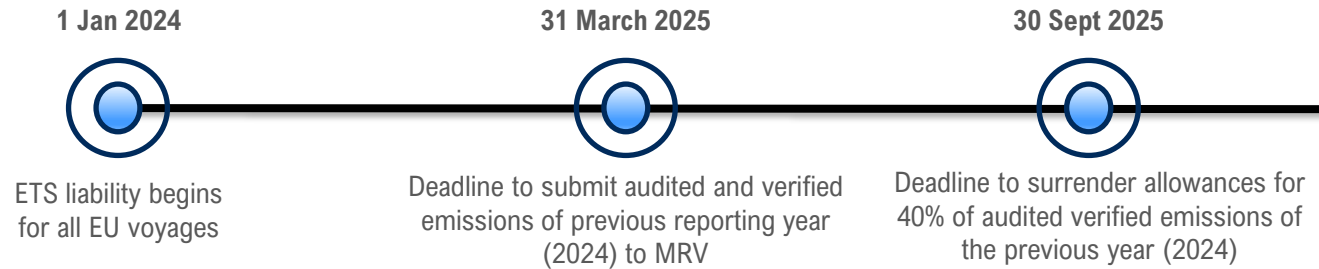 1 Jan 2024
ETS liability begins
for all EU voyages
31 March 2025
Deadline to submit audited and verified
emissions of previous reporting year
(2024) to MRV
30 Sept 2025
Deadline to surrender allowances for
40% of audited verified emissions of
the previous year (2024)